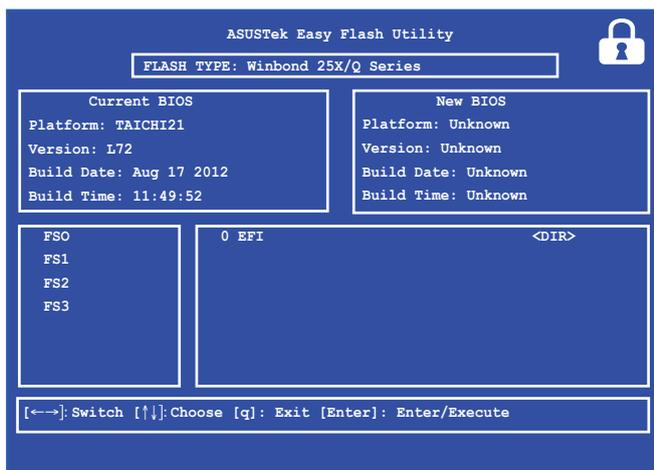 ASUSTek Easy Flash Utility
FLASH TYPE: Winbond 25X/Q Series
Current BIOS
Platform: TAICHI21
Version: L72
Build Date: Aug 17 2012
Build Time: 11:49:52
New BIOS
Platform: Unknown
Version: Unknown
Build Date: Unknown
Build Time: Unknown
FSO
FS1
FS2
FS3
0 EFI <DIR>
[←→]: Switch [↑↓]: Choose [q]: Exit [Enter]: Enter/Execute